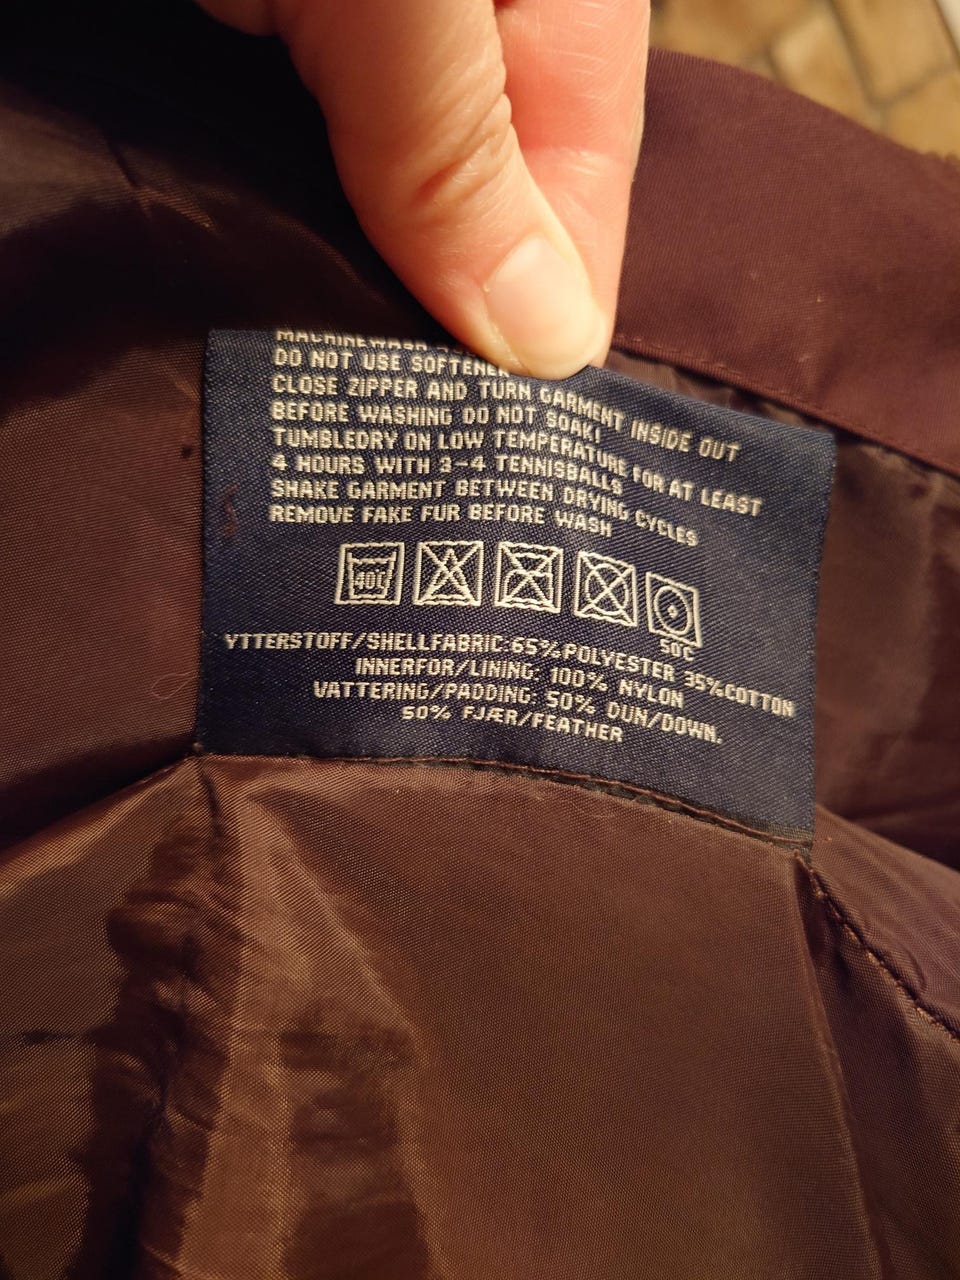 MACHINEWASH
DO NOT USE SOFTENER
CLOSE ZIPPER AND TURN GARMENT INSIDE OUT
BEFORE WASHING DO NOT SOAK!
TUMBLEDRY ON LOW TEMPERATURE FOR AT LEAST
4 HOURS WITH 3-4 TENNISBALLS
SHAKE GARMENT BETWEEN DRYING CYCLES
REMOVE FAKE FUR BEFORE WASH
50°C
YTTERSTOFF/SHELLFABRIC:65%POLYESTER 35%COTTON
INNERFOR/LINING: 100% NYLON
VATTERING/PADDING: 50% DUN/DOWN.
50% FJÆR/FEATHER